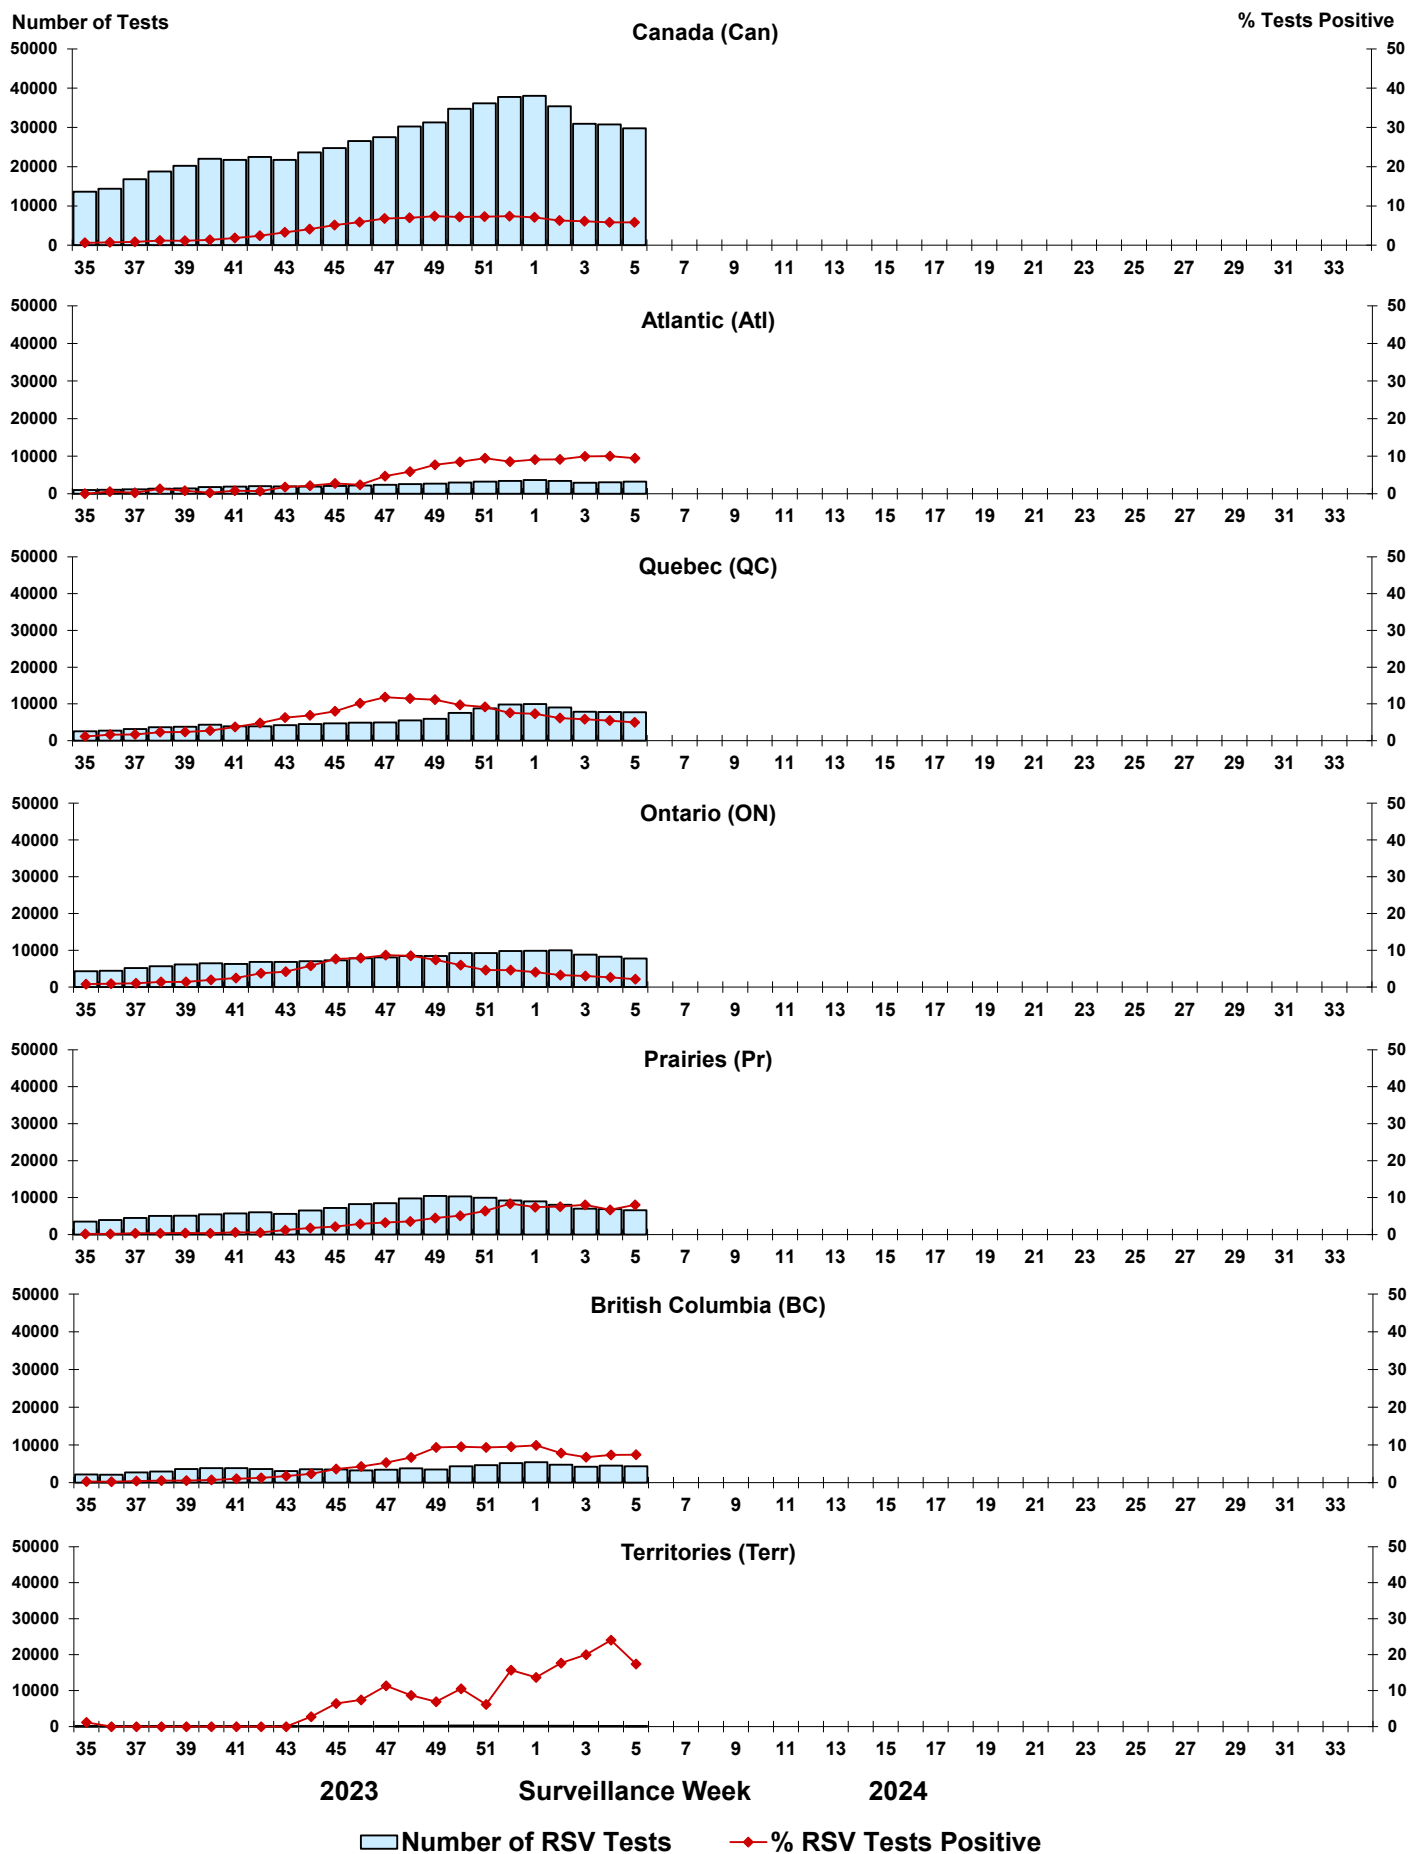 Number of Tests
Canada (Can)
% Tests Positive
50000 50
40000 40
30000 30
20000 20
10000 10
0 0
35 37 39 41 43 45 47 49 51 1 3 5 7 9 11 13 15 17 19 21 23 25 27 29 31 33
Atlantic (Atl)
50000 50
40000 40
30000 30
20000 20
10000 10
0 0
35 37 39 41 43 45 47 49 51 1 3 5 7 9 11 13 15 17 19 21 23 25 27 29 31 33
Quebec (QC)
50000 50
40000 40
30000 30
20000 20
10000 10
0 0
35 37 39 41 43 45 47 49 51 1 3 5 7 9 11 13 15 17 19 21 23 25 27 29 31 33
Ontario (ON)
50000 50
40000 40
30000 30
20000 20
10000 10
0 0
35 37 39 41 43 45 47 49 51 1 3 5 7 9 11 13 15 17 19 21 23 25 27 29 31 33
Prairies (Pr)
50000 50
40000 40
30000 30
20000 20
10000 10
0 0
35 37 39 41 43 45 47 49 51 1 3 5 7 9 11 13 15 17 19 21 23 25 27 29 31 33
British Columbia (BC)
50000 50
40000 40
30000 30
20000 20
10000 10
0 0
35 37 39 41 43 45 47 49 51 1 3 5 7 9 11 13 15 17 19 21 23 25 27 29 31 33
Territories (Terr)
50000 50
40000 40
30000 30
20000 20
10000 10
0 0
35 37 39 41 43 45 47 49 51 1 3 5 7 9 11 13 15 17 19 21 23 25 27 29 31 33
2023 Surveillance Week 2024
Number of RSV Tests % RSV Tests Positive